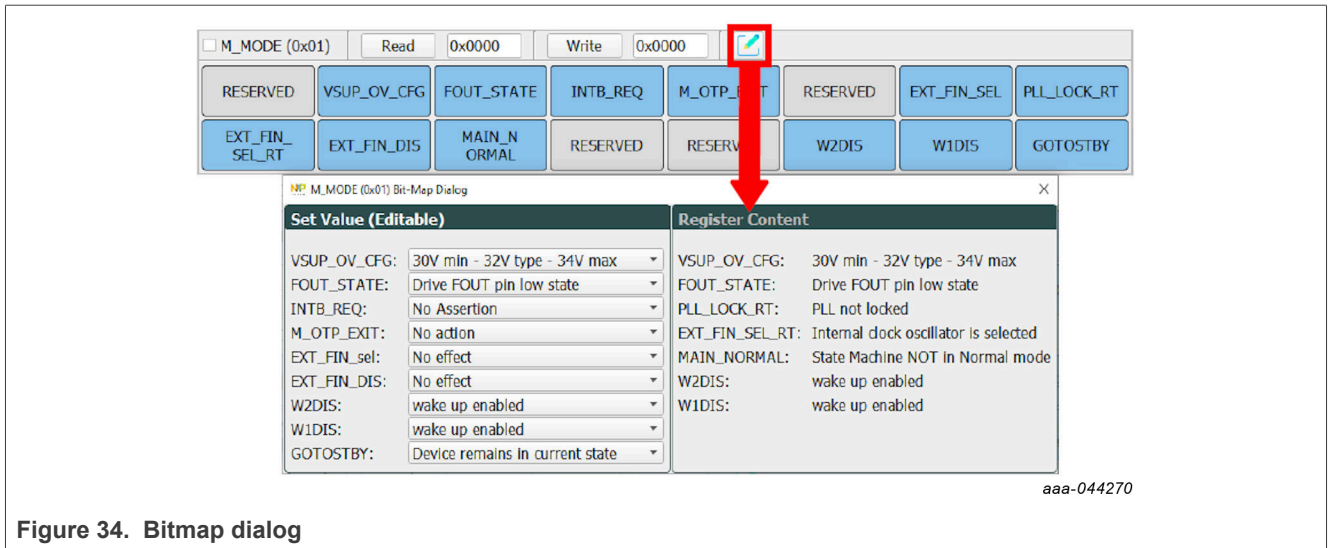 M_MODE (0x01) Read 0x0000 Write 0x0000
RESERVED VSUP_OV_CFG FOUT_STATE INTB_REQ M_OTP_E T RESERVED EXT_FIN_SEL PLL_LOCK_RT
EXT_FIN_
SEL_RT EXT_FIN_DIS MAIN_N
ORMAL RESERVED RESERV W2DIS W1DIS GOTOSTBY
M_MODE (0x01) Bit-Map Dialog
Set Value (Editable) Register Content
VSUP_OV_CFG: 30V min - 32V type - 34V max VSUP_OV_CFG: 30V min - 32V type - 34V max
FOUT_STATE: Drive FOUT pin low state FOUT_STATE: Drive FOUT pin low state
INTB_REQ: No Assertion PLL_LOCK_RT: PLL not locked
M_OTP_EXIT: No action EXT_FIN_SEL_RT: Internal clock oscillator is selected
EXT_FIN_sel: No effect MAIN_NORMAL: State Machine NOT in Normal mode
EXT_FIN_DIS: No effect W2DIS: wake up enabled
W2DIS: wake up enabled W1DIS: wake up enabled
W1DIS: wake up enabled
GOTOSTBY: Device remains in current state
aaa-044270
Figure 34. Bitmap dialog